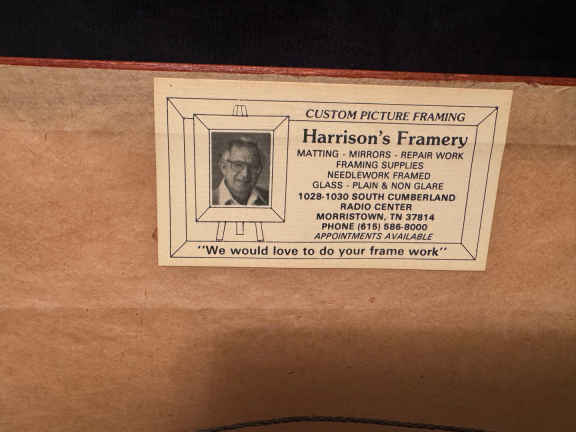 CUSTOM PICTURE FRAMING
Harrison's Framery
MATTING - MIRRORS - REPAIR WORK
FRAMING SUPPLIES
NEEDLEWORK FRAMED
GLASS - PLAIN & NON GLARE
1028-1030 SOUTH CUMBERLAND
RADIO CENTER
MORRISTOWN, TN 37814
PHONE (615) 586-8000
APPOINTMENTS AVAILABLE
"We would love to do your frame work"